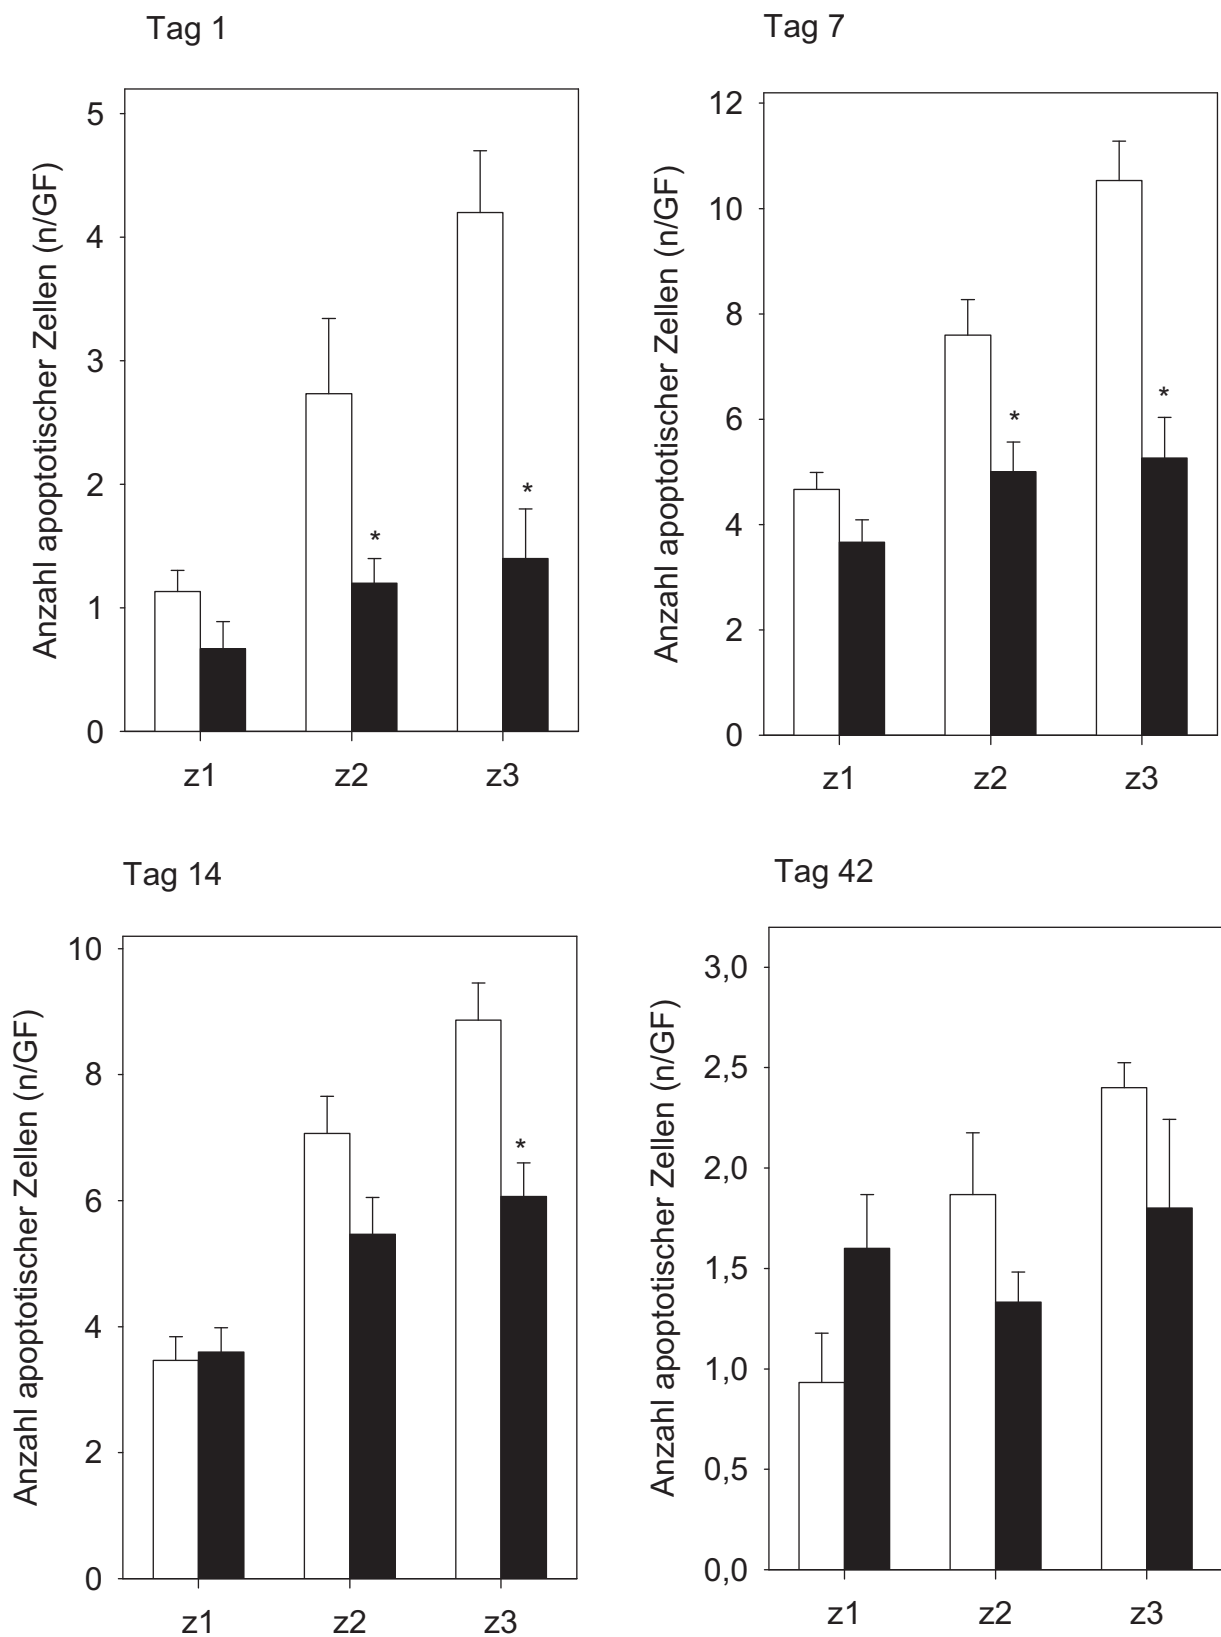 Tag 1
Anzahl apoptotischer Zellen (n/GF)
5
4
3
2
1
0
*
*
z1 z2 z3
Tag 7
Anzahl apoptotischer Zellen (n/GF)
12
10
8
6
4
2
0
*
*
z1 z2 z3
Tag 14
Anzahl apoptotischer Zellen (n/GF)
10
8
6
4
2
0
*
z1 z2 z3
Tag 42
Anzahl apoptotischer Zellen (n/GF)
3,0
2,5
2,0
1,5
1,0
0,5
0,0
z1 z2 z3